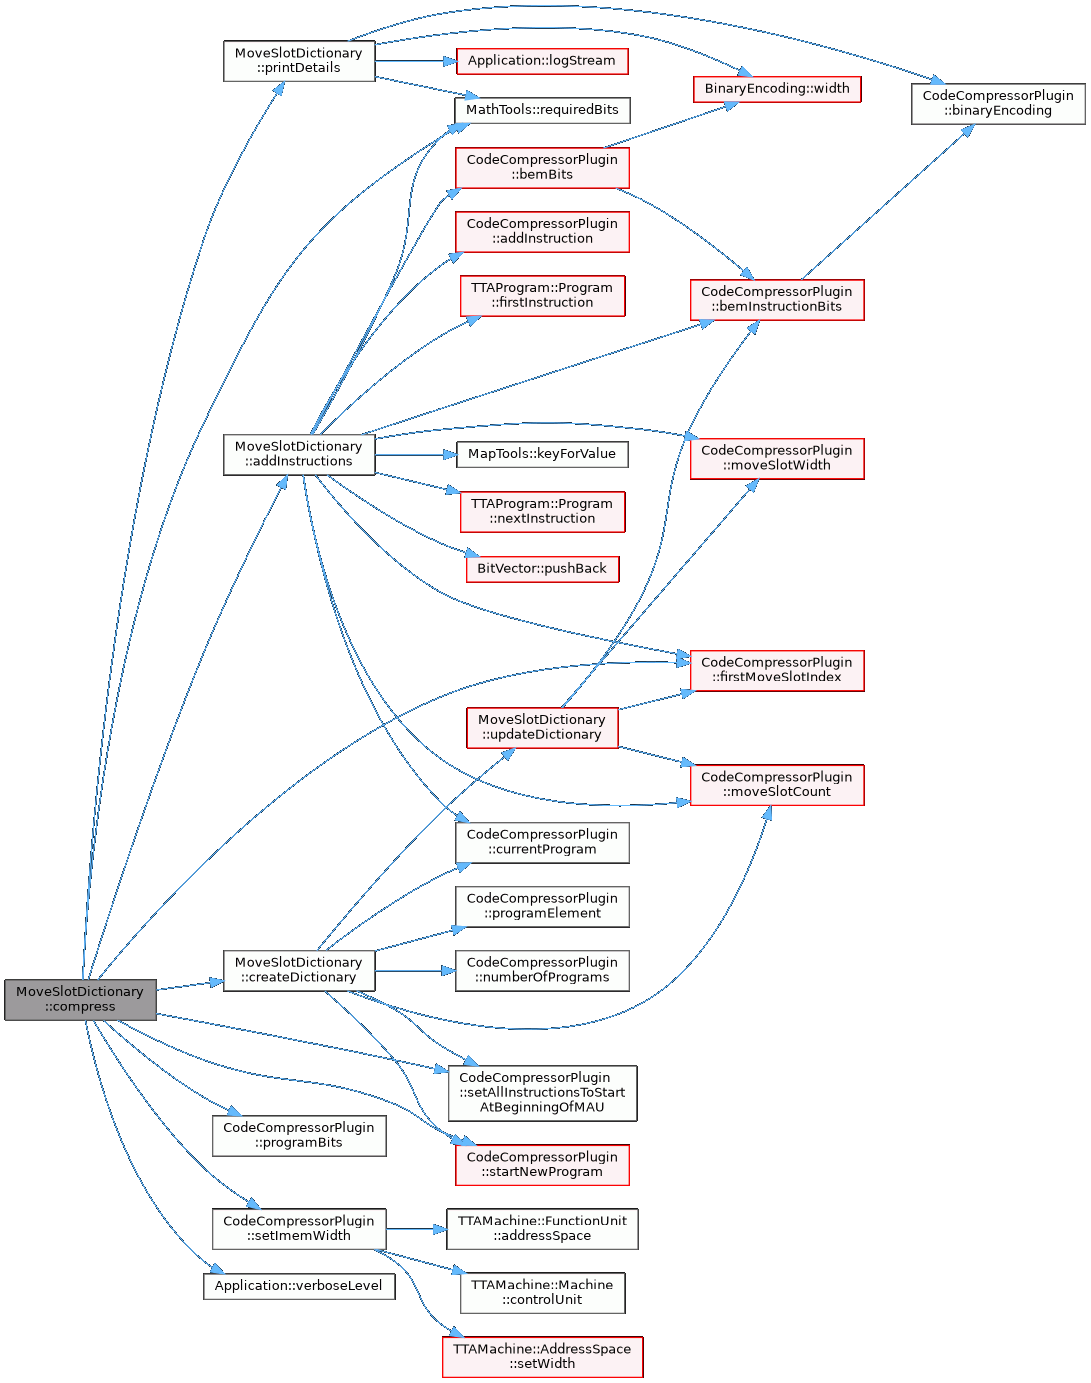 MoveSlotDictionary
::printDetails
Application::logStream
BinaryEncoding::width
CodeCompressorPlugin
::binaryEncoding
MathTools::requiredBits
CodeCompressorPlugin
::bemBits
CodeCompressorPlugin
::addInstruction
TTAProgram::Program
::firstInstruction
CodeCompressorPlugin
::bemInstructionBits
MoveSlotDictionary
::addInstructions
MapTools::keyForValue
CodeCompressorPlugin
::moveSlotWidth
TTAProgram::Program
::nextInstruction
BitVector::pushBack
CodeCompressorPlugin
::firstMoveSlotIndex
MoveSlotDictionary
::updateDictionary
CodeCompressorPlugin
::moveSlotCount
CodeCompressorPlugin
::currentProgram
CodeCompressorPlugin
::programElement
MoveSlotDictionary
::createDictionary
CodeCompressorPlugin
::numberOfPrograms
MoveSlotDictionary
::compress
CodeCompressorPlugin
::setAllInstructionsToStart
AtBeginningOfMAU
CodeCompressorPlugin
::programBits
CodeCompressorPlugin
::startNewProgram
CodeCompressorPlugin
::setImemWidth
TTAMachine::FunctionUnit
::addressSpace
Application::verboseLevel
TTAMachine::Machine
::controlUnit
TTAMachine::AddressSpace
::setWidth